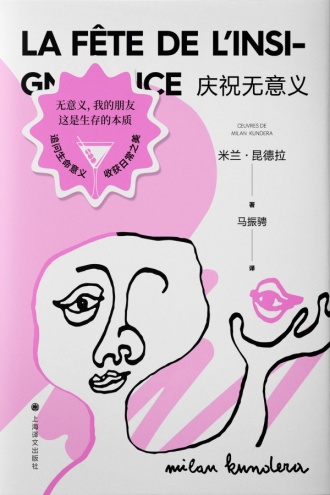 LA FÊTE DE L'INSI-
GN CE 庆祝无意义
无意义，我的朋友
这是生存的本质
追问生命意义
收获日常之美
ŒUVRES DE
MILAN KUNDERA
米兰·昆德拉
著
马振骋
译
上海译文出版社
milan kundera